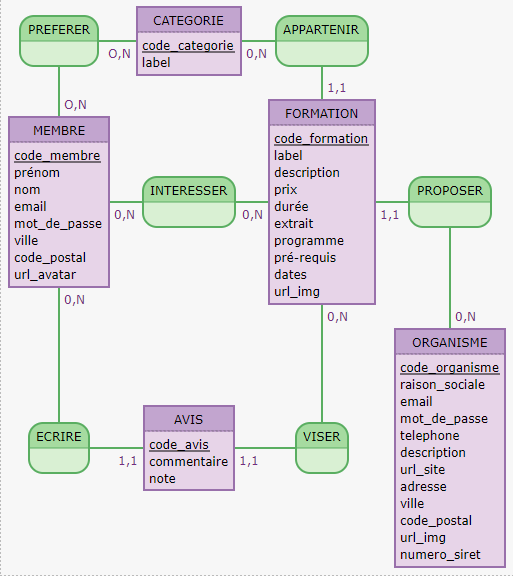 PREFERER
CATEGORIE
code_categorie
label
APPARTENIR
O,N
0,N
O,N
1,1
MEMBRE
code_membre
prénom
nom
email
mot_de_passe
ville
code_postal
url_avatar
INTERESSER
0,N
0,N
FORMATION
code_formation
label
description
prix
durée
extrait
programme
pré-requis
dates
url_img
PROPOSER
1,1
0,N
0,N
0,N
ORGANISME
code_organisme
raison_sociale
email
mot_de_passe
telephone
description
url_site
adresse
ville
code_postal
url_img
numero_siret
ECRIRE
1,1
AVIS
code_avis
commentaire
note
1,1
VISER